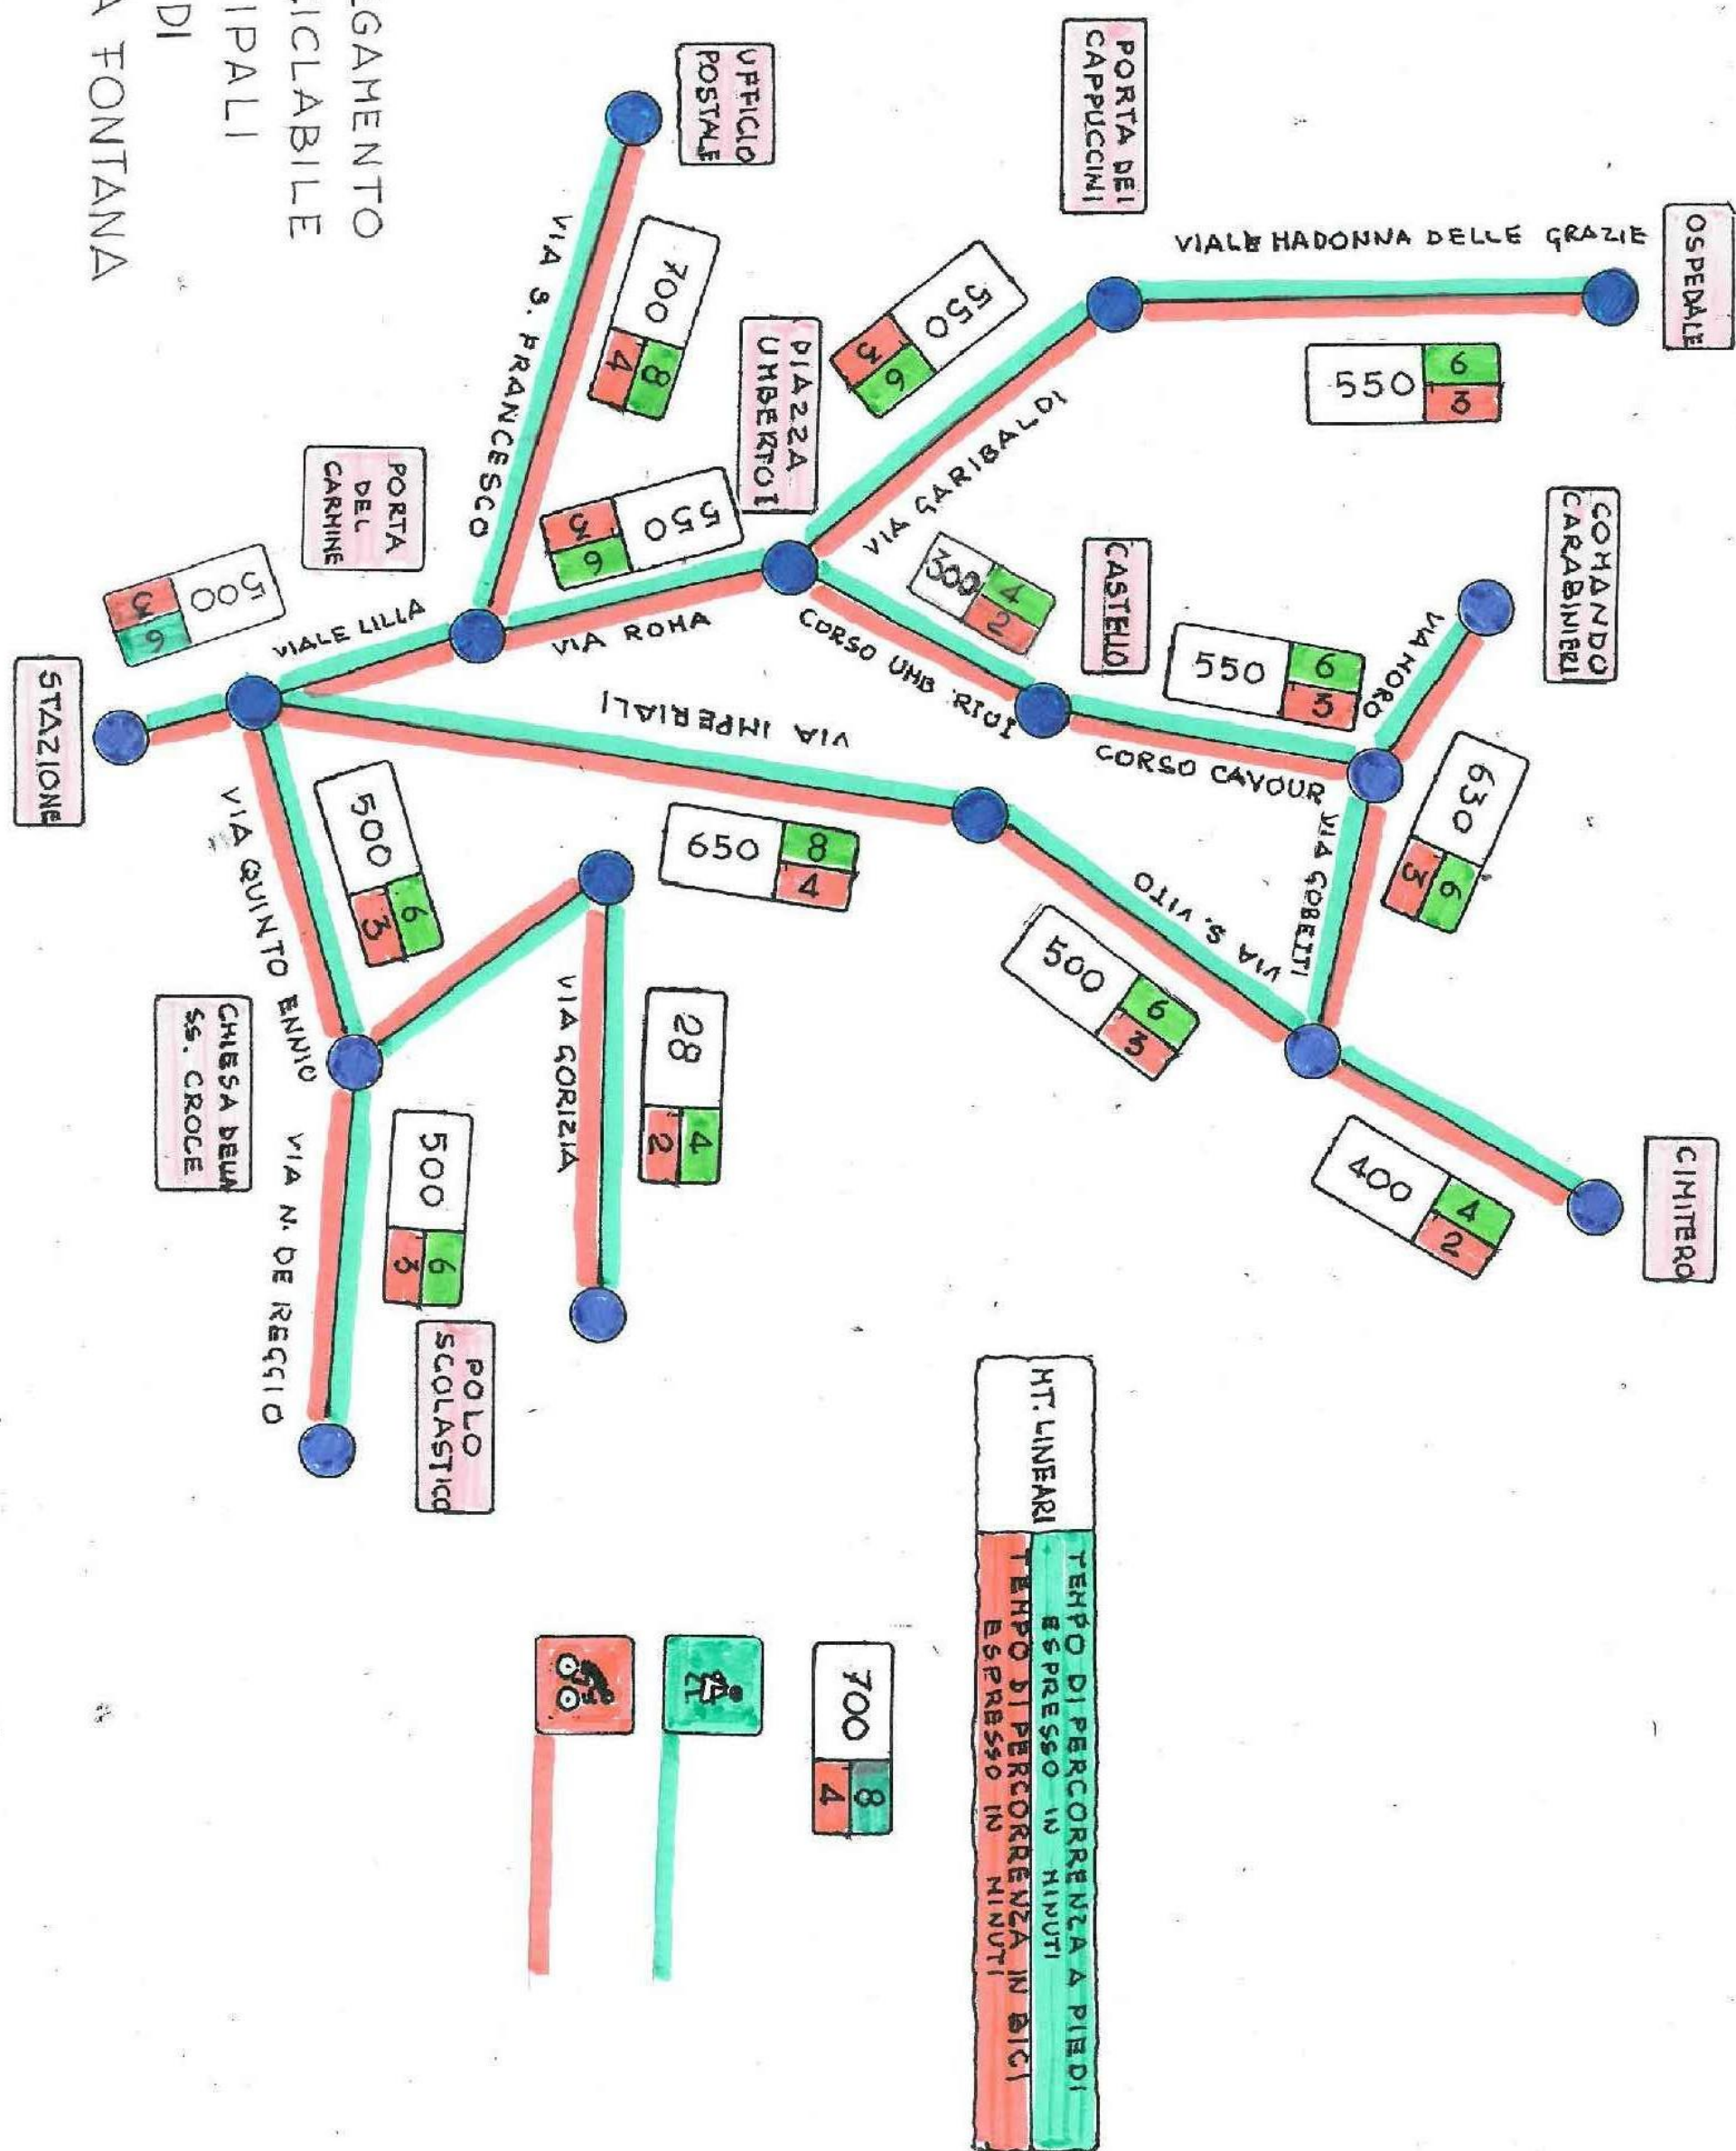 GAMENTO
ICLABILE
IPALI
DI
A FONTANA
UFFICIO
POSTALE
VIA S. FRANCESCO
700 8 4
PORTA DEI
CAPPUCCINI
VIALE MADONNA DELLE GRAZIE
OSPEDALE
550 6 3
550 3 6
VIA GARIBALDI
PIAZZA
UMBERTO I
550 3 6
VIA ROMA
PORTA
DEL
CARMINE
VIALE LILLA
500 3 6
STAZIONE
CORSO UMB RTO I
300 4 2
CASTELLO
550 6 3
CORSO CAVOUR
COMANDO
CARABINIERI
VIA MORO
630 6 3
VIA GOBETTI
VIA IMPERIALI
650 8 4
VIA S. VITO
500 6 3
400 4 2
CIMITERO
VIA QUINTO ENNIO
500 6 3
CHIESA DELLA
SS. CROCE
VIA GORIZIA
28 4 2
VIA N. DE REGGIO
500 6 3
POLO
SCOLASTICO
MT. LINEARI
TEMPO DI PERCORRENZA A PIEDI
ESPRESSO IN MINUTI
TEMPO DI PERCORRENZA IN BICI
ESPRESSO IN MINUTI
700 8 4